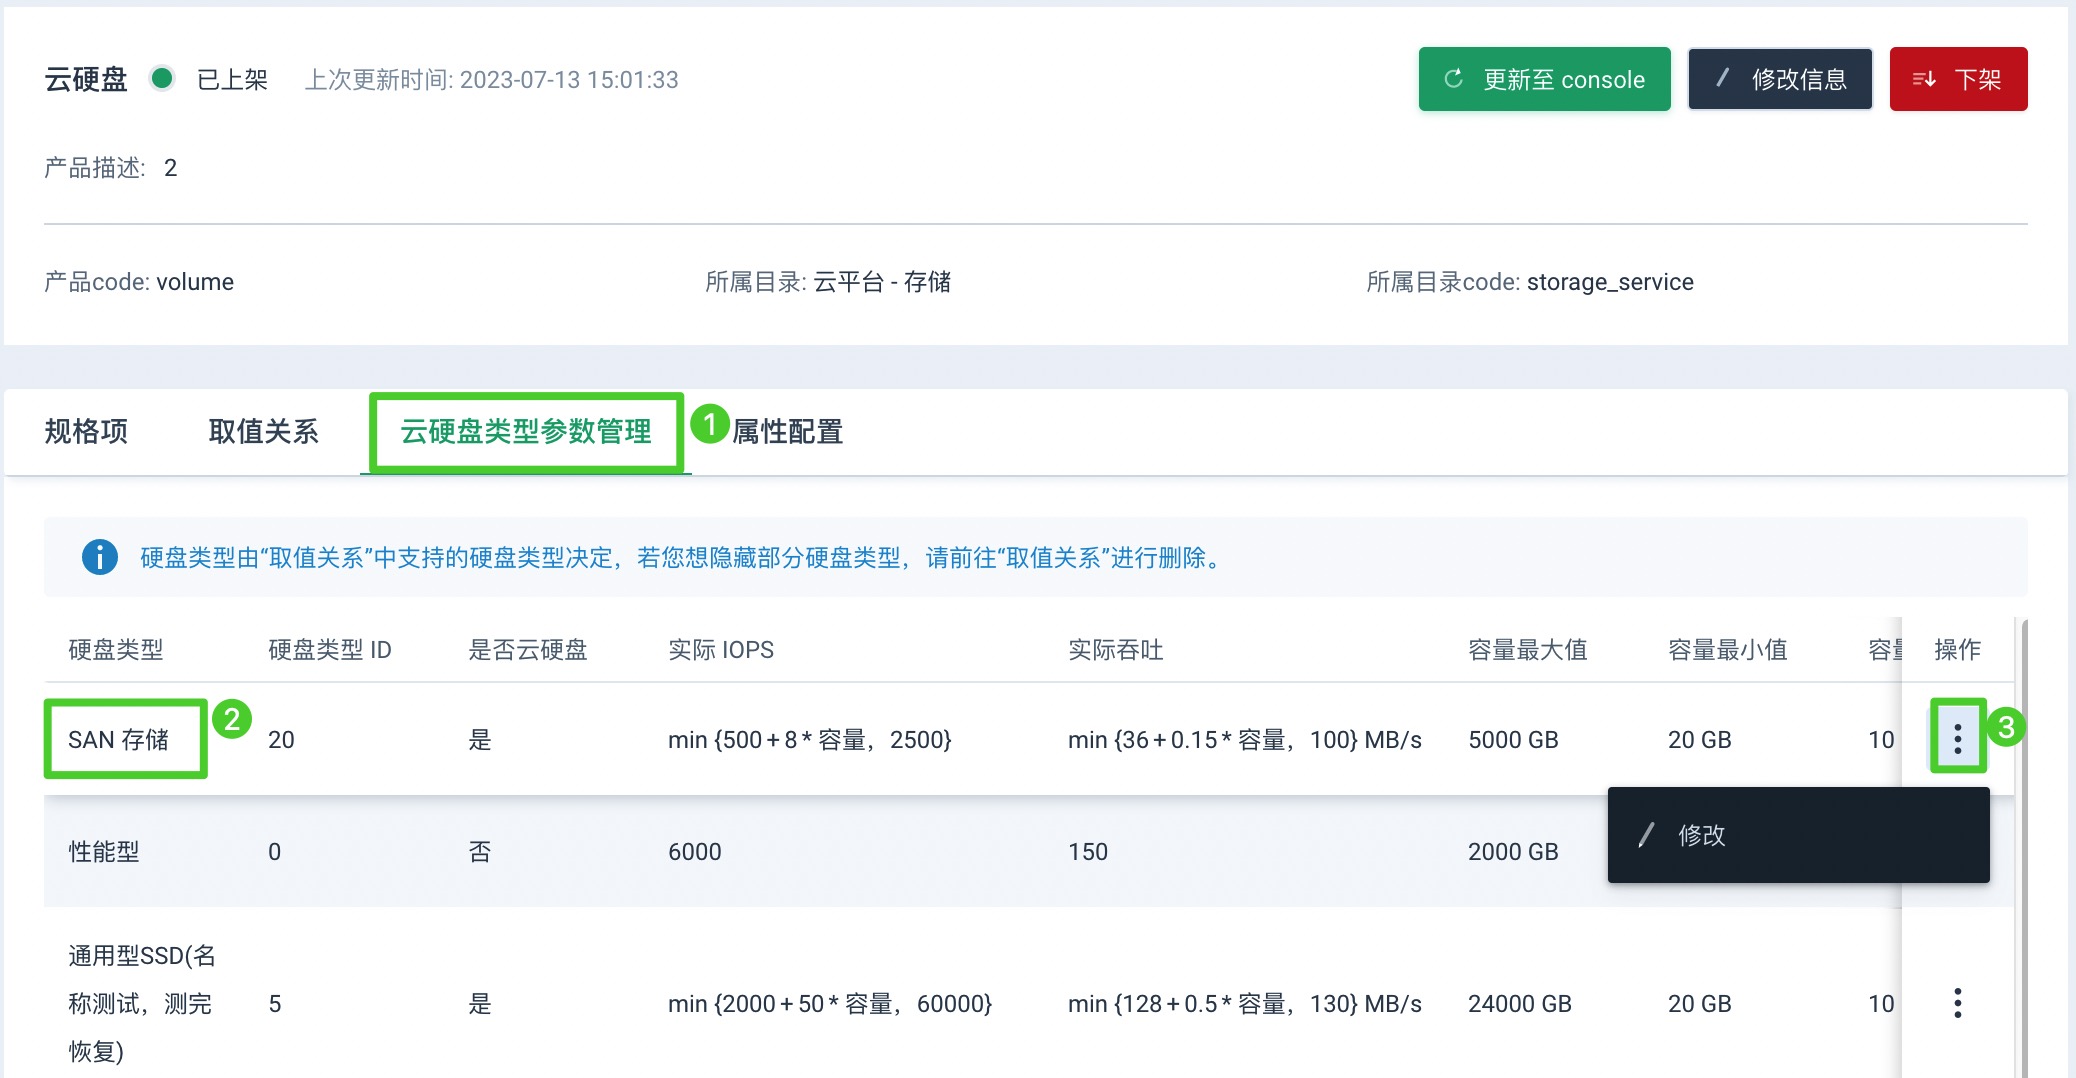 云硬盘 已上架 上次更新时间: 2023-07-13 15:01:33 更新至 console 修改信息 下架
产品描述: 2
产品code: volume 所属目录: 云平台 - 存储 所属目录code: storage_service
规格项 取值关系 云硬盘类型参数管理 1 属性配置
硬盘类型由“取值关系”中支持的硬盘类型决定，若您想隐藏部分硬盘类型，请前往“取值关系”进行删除。
硬盘类型 硬盘类型 ID 是否云硬盘 实际 IOPS 实际吞吐 容量最大值 容量最小值 容量 操作
SAN 存储 2 20 是 min {500 + 8 * 容量，2500} min {36 + 0.15 * 容量，100} MB/s 5000 GB 20 GB 10 3
修改
性能型 0 否 6000 150 2000 GB
通用型SSD(名
称测试，测完
恢复)
5 是 min {2000 + 50 * 容量，60000} min {128 + 0.5 * 容量，130} MB/s 24000 GB 20 GB 10